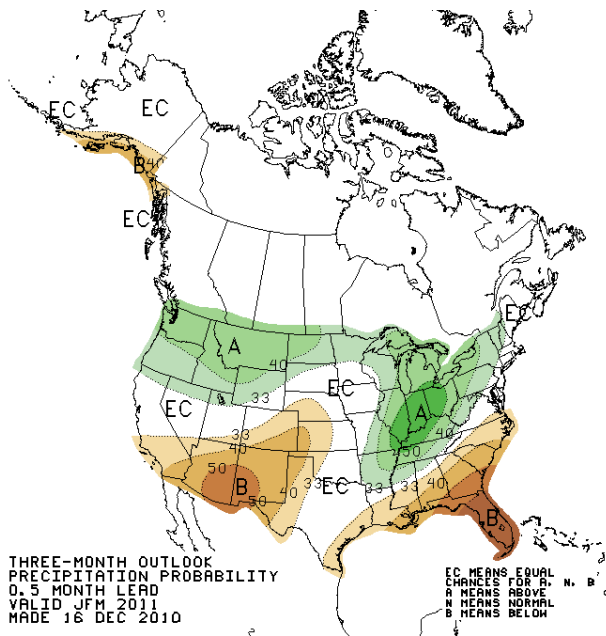 EC
EC
B
40
EC
EC
A
40
EC
33
EC
A
33
40
40
50
50
B
50
40
33
EC
33
33
40
B
THREE-MONTH OUTLOOK
PRECIPITATION PROBABILITY
0.5 MONTH LEAD
VALID JFM 2011
MADE 16 DEC 2010
EC MEANS EQUAL
CHANCES FOR A, N, B
A MEANS ABOVE
N MEANS NORMAL
B MEANS BELOW